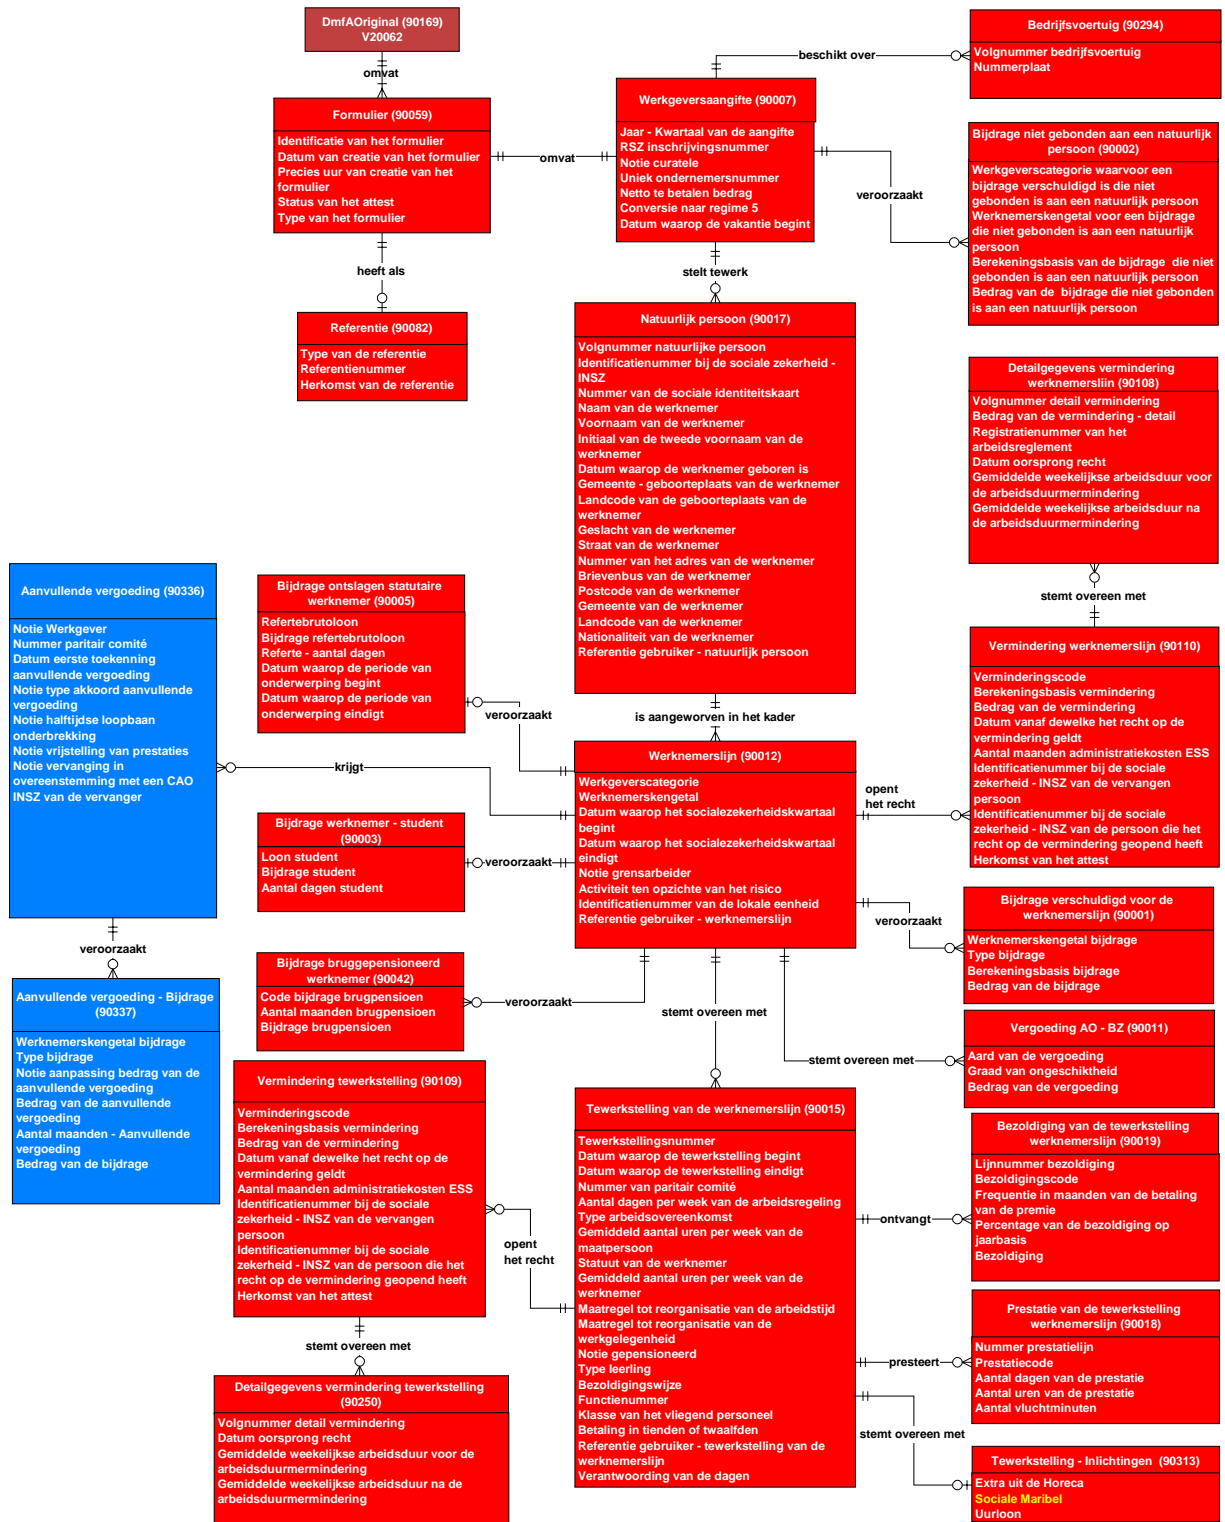 DmfAOriginal (90169)
V20062
omvat
Formulier (90059)
Identificatie van het formulier
Datum van creatie van het formulier
Precies uur van creatie van het
formulier
Status van het attest
Type van het formulier
omvat
heeft als
Referentie (90082)
Type van de referentie
Referentienummer
Herkomst van de referentie
Werkgeversaangifte (90007)
Jaar - Kwartaal van de aangifte
RSZ inschrijvingsnummer
Notie curatele
Uniek ondernemersnummer
Netto te betalen bedrag
Conversie naar regime 5
Datum waarop de vakantie begint
beschikt over
Bedrijfsvoertuig (90294)
Volgnummer bedrijfsvoertuig
Nummerplaat
veroorzaakt
Bijdrage niet gebonden aan een natuurlijk
persoon (90002)
Werkgeverscategorie waarvoor een
bijdrage verschuldigd is die niet
gebonden is aan een natuurlijk persoon
Werknemerskengetal voor een bijdrage
die niet gebonden is aan een natuurlijk
persoon
Berekeningsbasis van de bijdrage die niet
gebonden is aan een natuurlijk persoon
Bedrag van de bijdrage die niet gebonden
is aan een natuurlijk persoon
stelt tewerk
Natuurlijk persoon (90017)
Volgnummer natuurlijke persoon
Identificatienummer bij de sociale zekerheid -
INSZ
Nummer van de sociale identiteitskaart
Naam van de werknemer
Voornaam van de werknemer
Initiaal van de tweede voornaam van de
werknemer
Datum waarop de werknemer geboren is
Gemeente - geboorteplaats van de werknemer
Landcode van de geboorteplaats van de
werknemer
Geslacht van de werknemer
Straat van de werknemer
Nummer van het adres van de werknemer
Brievenbus van de werknemer
Postcode van de werknemer
Gemeente van de werknemer
Landcode van de werknemer
Nationaliteit van de werknemer
Referentie gebruiker - natuurlijk persoon
Detailgegevens vermindering
werknemersliin (90108)
Volgnummer detail vermindering
Bedrag van de vermindering - detail
Registratienummer van het
arbeidsreglement
Datum oorsprong recht
Gemiddelde weekelijkse arbeidsduur voor
de arbeidsduurmermindering
Gemiddelde weekelijkse arbeidsduur na
de arbeidsduurmermindering
stemt overeen met
Vermindering werknemerslijn (90110)
Verminderingscode
Berekeningsbasis vermindering
Bedrag van de vermindering
Datum vanaf dewelke het recht op de
vermindering geldt
Aantal maanden administratiekosten ESS
Identificatienummer bij de sociale
zekerheid - INSZ van de vervangen
persoon
Identificatienummer bij de sociale
zekerheid - INSZ van de persoon die het
recht op de vermindering geopend heeft
Herkomst van het attest
Aanvullende vergoeding (90336)
Notie Werkgever
Nummer paritair comité
Datum eerste toekenning
aanvullende vergoeding
Notie type akkoord aanvullende
vergoeding
Notie halftijdse loopbaan
onderbrekking
Notie vrijstelling van prestaties
Notie vervanging in
overeenstemming met een CAO
INSZ van de vervanger
Bijdrage ontslagen statutaire
werknemer (90005)
Refertebrutoloon
Bijdrage refertebrutoloon
Referte - aantal dagen
Datum waarop de periode van
onderwerping begint
Datum waarop de periode van
onderwerping eindigt
veroorzaakt
is aangeworven in het kader
krijgt
Werknemerslijn (90012)
Werkgeverscategorie
Werknemerskengetal
Datum waarop het socialezekerheidskwartaal
begint
Datum waarop het socialezekerheidskwartaal
eindigt
Notie grensarbeider
Activiteit ten opzichte van het risico
Identificatienummer van de lokale eenheid
Referentie gebruiker - werknemerslijn
opent
het recht
Bijdrage werknemer - student
(90003)
Loon student
Bijdrage student
Aantal dagen student
veroorzaakt
veroorzaakt
Bijdrage verschuldigd voor de
werknemerslijn (90001)
Werknemerskengetal bijdrage
Type bijdrage
Berekeningsbasis bijdrage
Bedrag van de bijdrage
veroorzaakt
Aanvullende vergoeding - Bijdrage
(90337)
Werknemerskengetal bijdrage
Type bijdrage
Notie aanpassing bedrag van de
aanvullende vergoeding
Bedrag van de aanvullende
vergoeding
Aantal maanden - Aanvullende
vergoeding
Bedrag van de bijdrage
Bijdrage bruggepensioneerd
werknemer (90042)
Code bijdrage brugpensioen
Aantal maanden brugpensioen
Bijdrage brugpensioen
veroorzaakt
stemt overeen met
stemt overeen met
Vergoeding AO - BZ (90011)
Aard van de vergoeding
Graad van ongeschiktheid
Bedrag van de vergoeding
Vermindering tewerkstelling (90109)
Verminderingscode
Berekeningsbasis vermindering
Bedrag van de vermindering
Datum vanaf dewelke het recht op de
vermindering geldt
Aantal maanden administratiekosten ESS
Identificatienummer bij de sociale
zekerheid - INSZ van de vervangen
persoon
Identificatienummer bij de sociale
zekerheid - INSZ van de persoon die het
recht op de vermindering geopend heeft
Herkomst van het attest
opent
het recht
Tewerkstelling van de werknemerslijn (90015)
Tewerkstellingsnummer
Datum waarop de tewerkstelling begint
Datum waarop de tewerkstelling eindigt
Nummer van paritair comité
Aantal dagen per week van de arbeidsregeling
Type arbeidsovereenkomst
Gemiddeld aantal uren per week van de
maatpersoon
Statuut van de werknemer
Gemiddeld aantal uren per week van de
werknemer
Maatregel tot reorganisatie van de arbeidstijd
Maatregel tot reorganisatie van de
werkgelegenheid
Notie gepensioneerd
Type leerling
Bezoldigingswijze
Functienummer
Klasse van het vliegend personeel
Betaling in tienden of twaalfden
Referentie gebruiker - tewerkstelling van de
werknemerslijn
Verantwoording van de dagen
ontvangt
Bezoldiging van de tewerkstelling
werknemerslijn (90019)
Lijnnummer bezoldiging
Bezoldigingscode
Frequentie in maanden van de betaling
van de premie
Percentage van de bezoldiging op
jaarbasis
Bezoldiging
presteert
Prestatie van de tewerkstelling
werknemerslijn (90018)
Nummer prestatielijn
Prestatiecode
Aantal dagen van de prestatie
Aantal uren van de prestatie
Aantal vluchtminuten
stemt overeen met
Detailgegevens vermindering tewerkstelling
(90250)
Volgnummer detail vermindering
Datum oorsprong recht
Gemiddelde weekelijkse arbeidsduur voor de
arbeidsduurmermindering
Gemiddelde weekelijkse arbeidsduur na de
arbeidsduurmermindering
stemt overeen met
Tewerkstelling - Inlichtingen (90313)
Extra uit de Horeca
Sociale Maribel
Uurloon